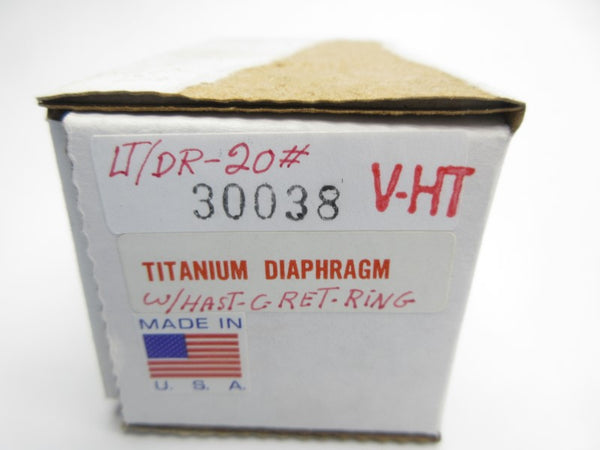 LT/DR-20#
30038 V-HT
TITANIUM DIAPHRAGM
W/HAST-C-RET-RING
MADE IN
U. S. A.